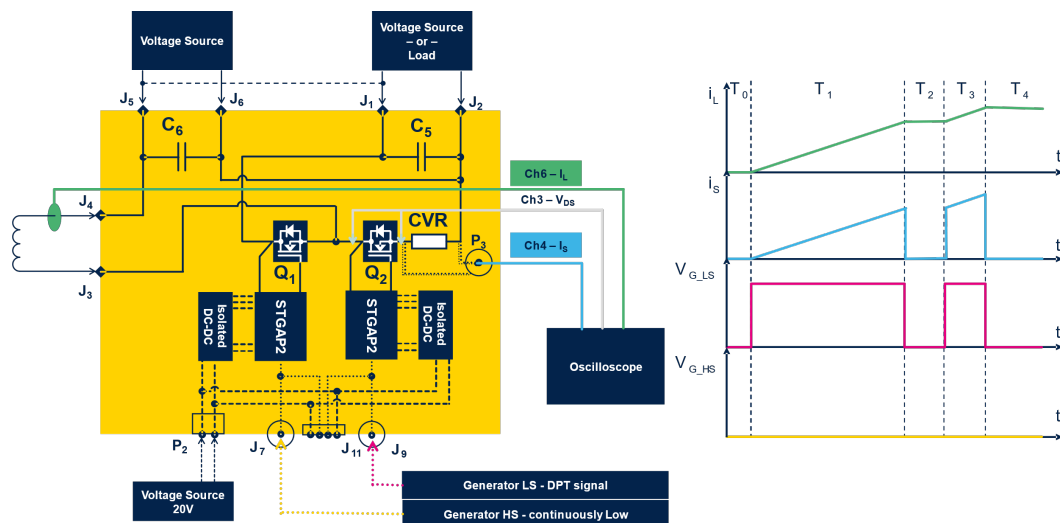 Voltage Source
Voltage Source
– or –
Load
J5
J6
J1
J2
C6
C5
Ch6 – IL
Ch3 – VDS
Ch4 – IS
J4
J3
CVR
P3
Q1
Q2
Isolated
DC-DC
STGAP2
STGAP2
Isolated
DC-DC
Oscilloscope
P2
J7
J11
J9
Voltage Source
20V
Generator LS - DPT signal
Generator HS - continuously Low
T0
T1
T2
T3
T4
iL
t
iS
t
VG_LS
t
VG_HS
t